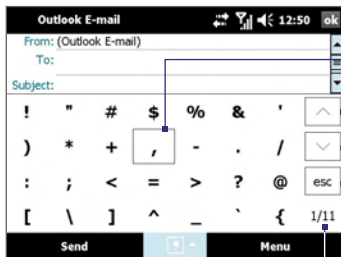 Outlook E-mail 12:50 ok
From: (Outlook E-mail)
To:
Subject:
! " # $ % & '
) * + , - . /
: ; < = > ? @ esc
[ \ ] ^ _ ` { 1/11
Send Menu